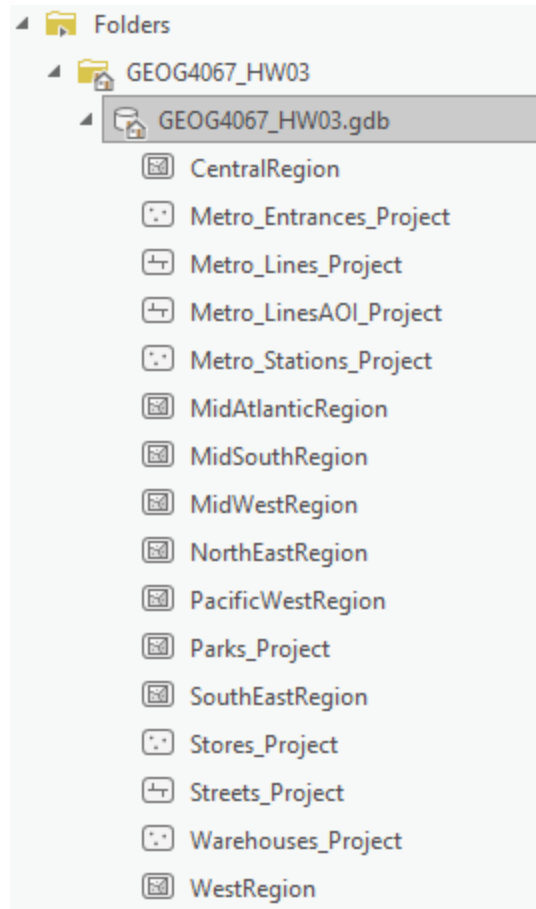 Folders
GEOG4067_HW03
GEOG4067_HW03.gdb
CentralRegion
Metro_Entrances_Project
Metro_Lines_Project
Metro_LinesAOI_Project
Metro_Stations_Project
MidAtlanticRegion
MidSouthRegion
MidWestRegion
NorthEastRegion
PacificWestRegion
Parks_Project
SouthEastRegion
Stores_Project
Streets_Project
Warehouses_Project
WestRegion